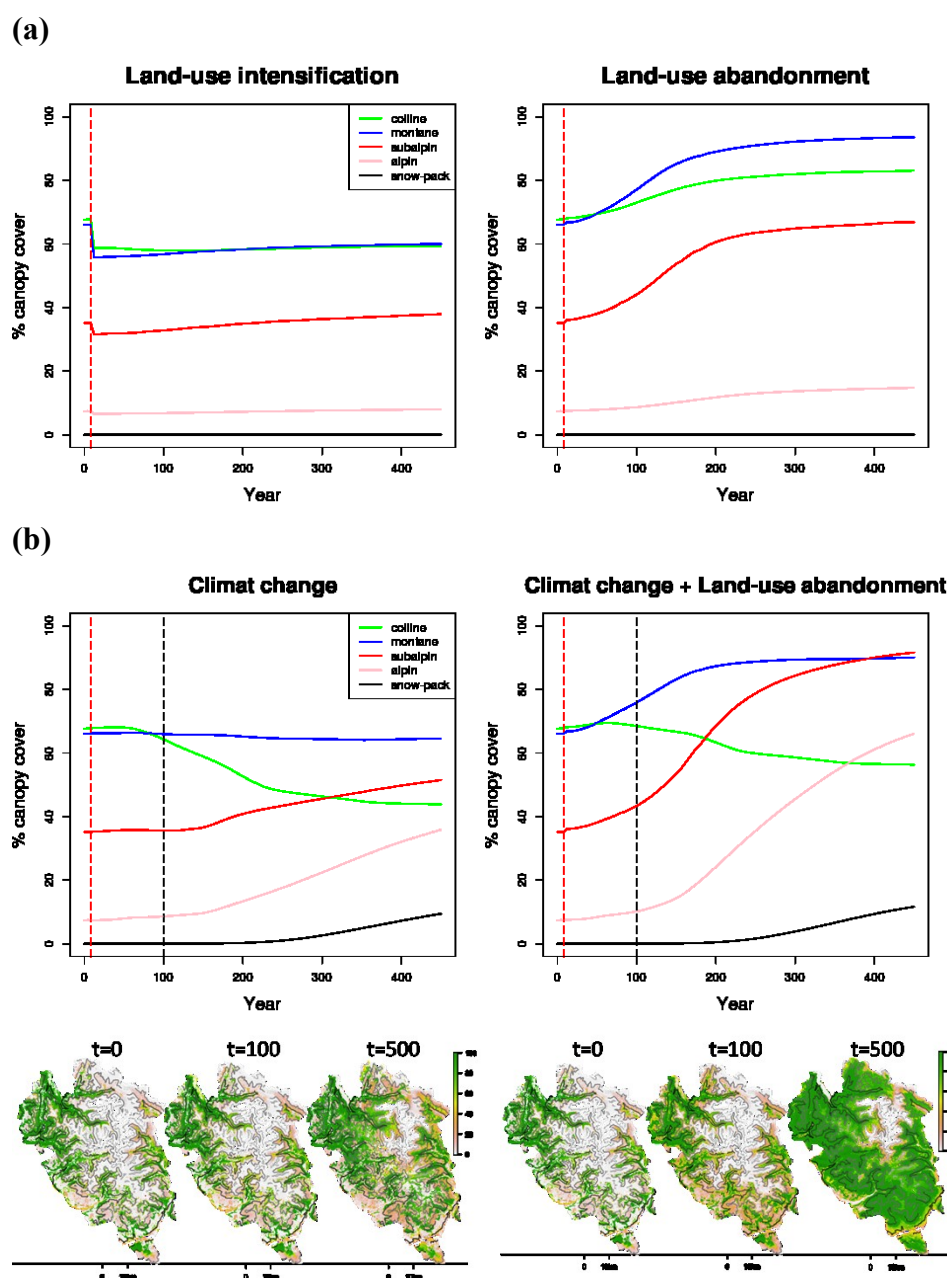 (a)
Land-use intensification
Land-use abandonment
% canopy cover
0 20 40 60 80 100
colline
montane
subalpin
alpin
snow-pack
0 100 200 300 400
Year
% canopy cover
0 20 40 60 80 100
0 100 200 300 400
Year
(b)
Climat change
Climat change + Land-use abandonment
% canopy cover
0 20 40 60 80 100
colline
montane
subalpin
alpin
snow-pack
0 100 200 300 400
Year
% canopy cover
0 20 40 60 80 100
0 100 200 300 400
Year
t=0 t=100 t=500
t=0 t=100 t=500